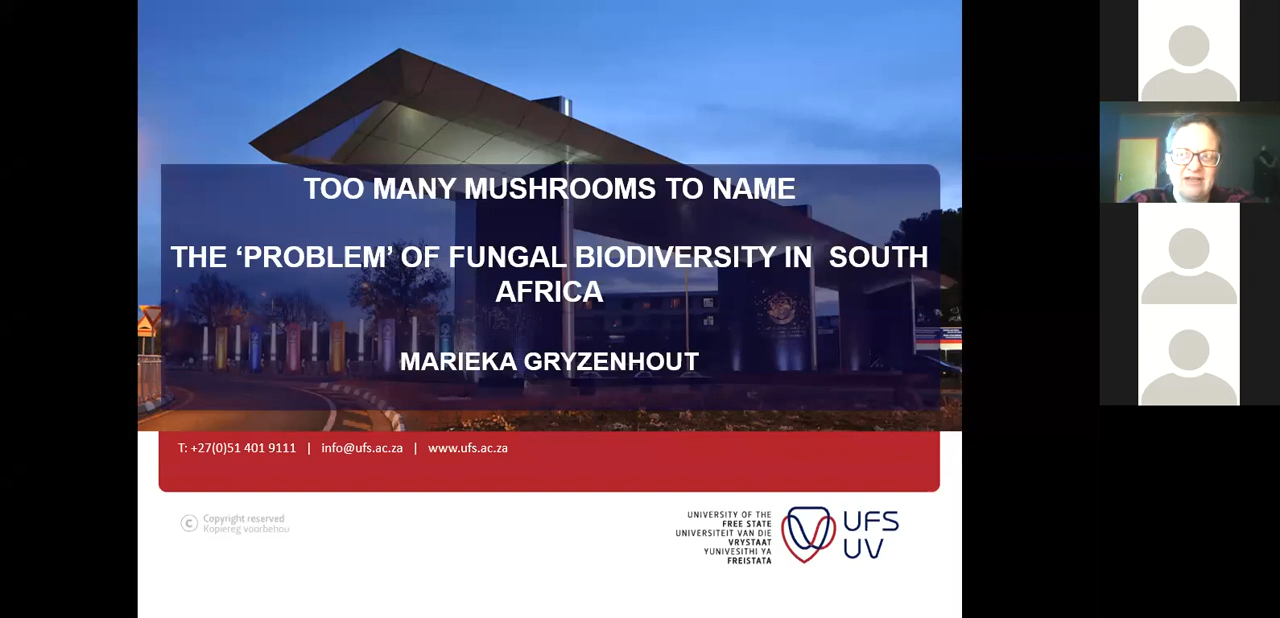 TOO MANY MUSHROOMS TO NAME
THE ‘PROBLEM’ OF FUNGAL BIODIVERSITY IN SOUTH
AFRICA
MARIEKA GRYZENHOUT
T: +27(0)51 401 9111 | info@ufs.ac.za | www.ufs.ac.za
C Copyright reserved
Kopiereg voorbehou
UNIVERSITY OF THE
FREE STATE
UNIVERSITEIT VAN DIE
VRYSTAAT
YUNIVESITHI YA
FREISTATA
UFS
UV